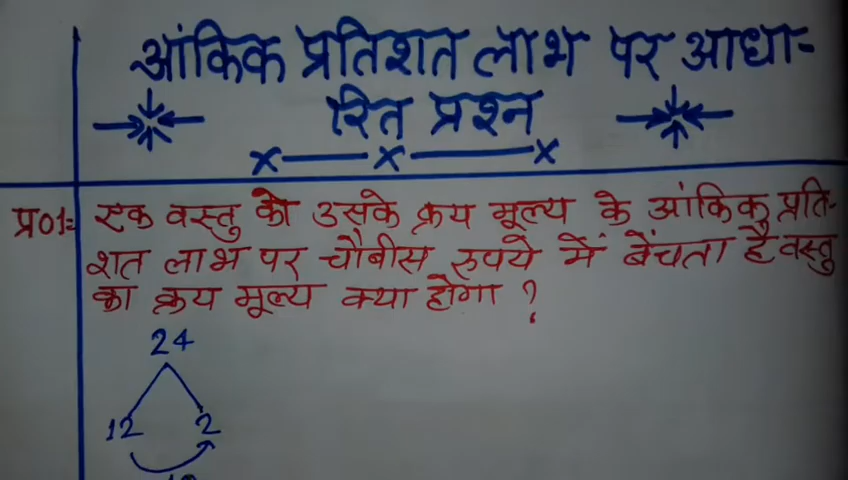 आंकिक प्रतिशत लाभ पर आधा-
रित प्रश्न
प्र०1= एक वस्तु को उसके क्रय मूल्य के आंकिक प्रति-
शत लाभ पर चौबीस रुपये में बेंचता है वस्तु
का क्रय मूल्य क्या होगा ?
24
12 2